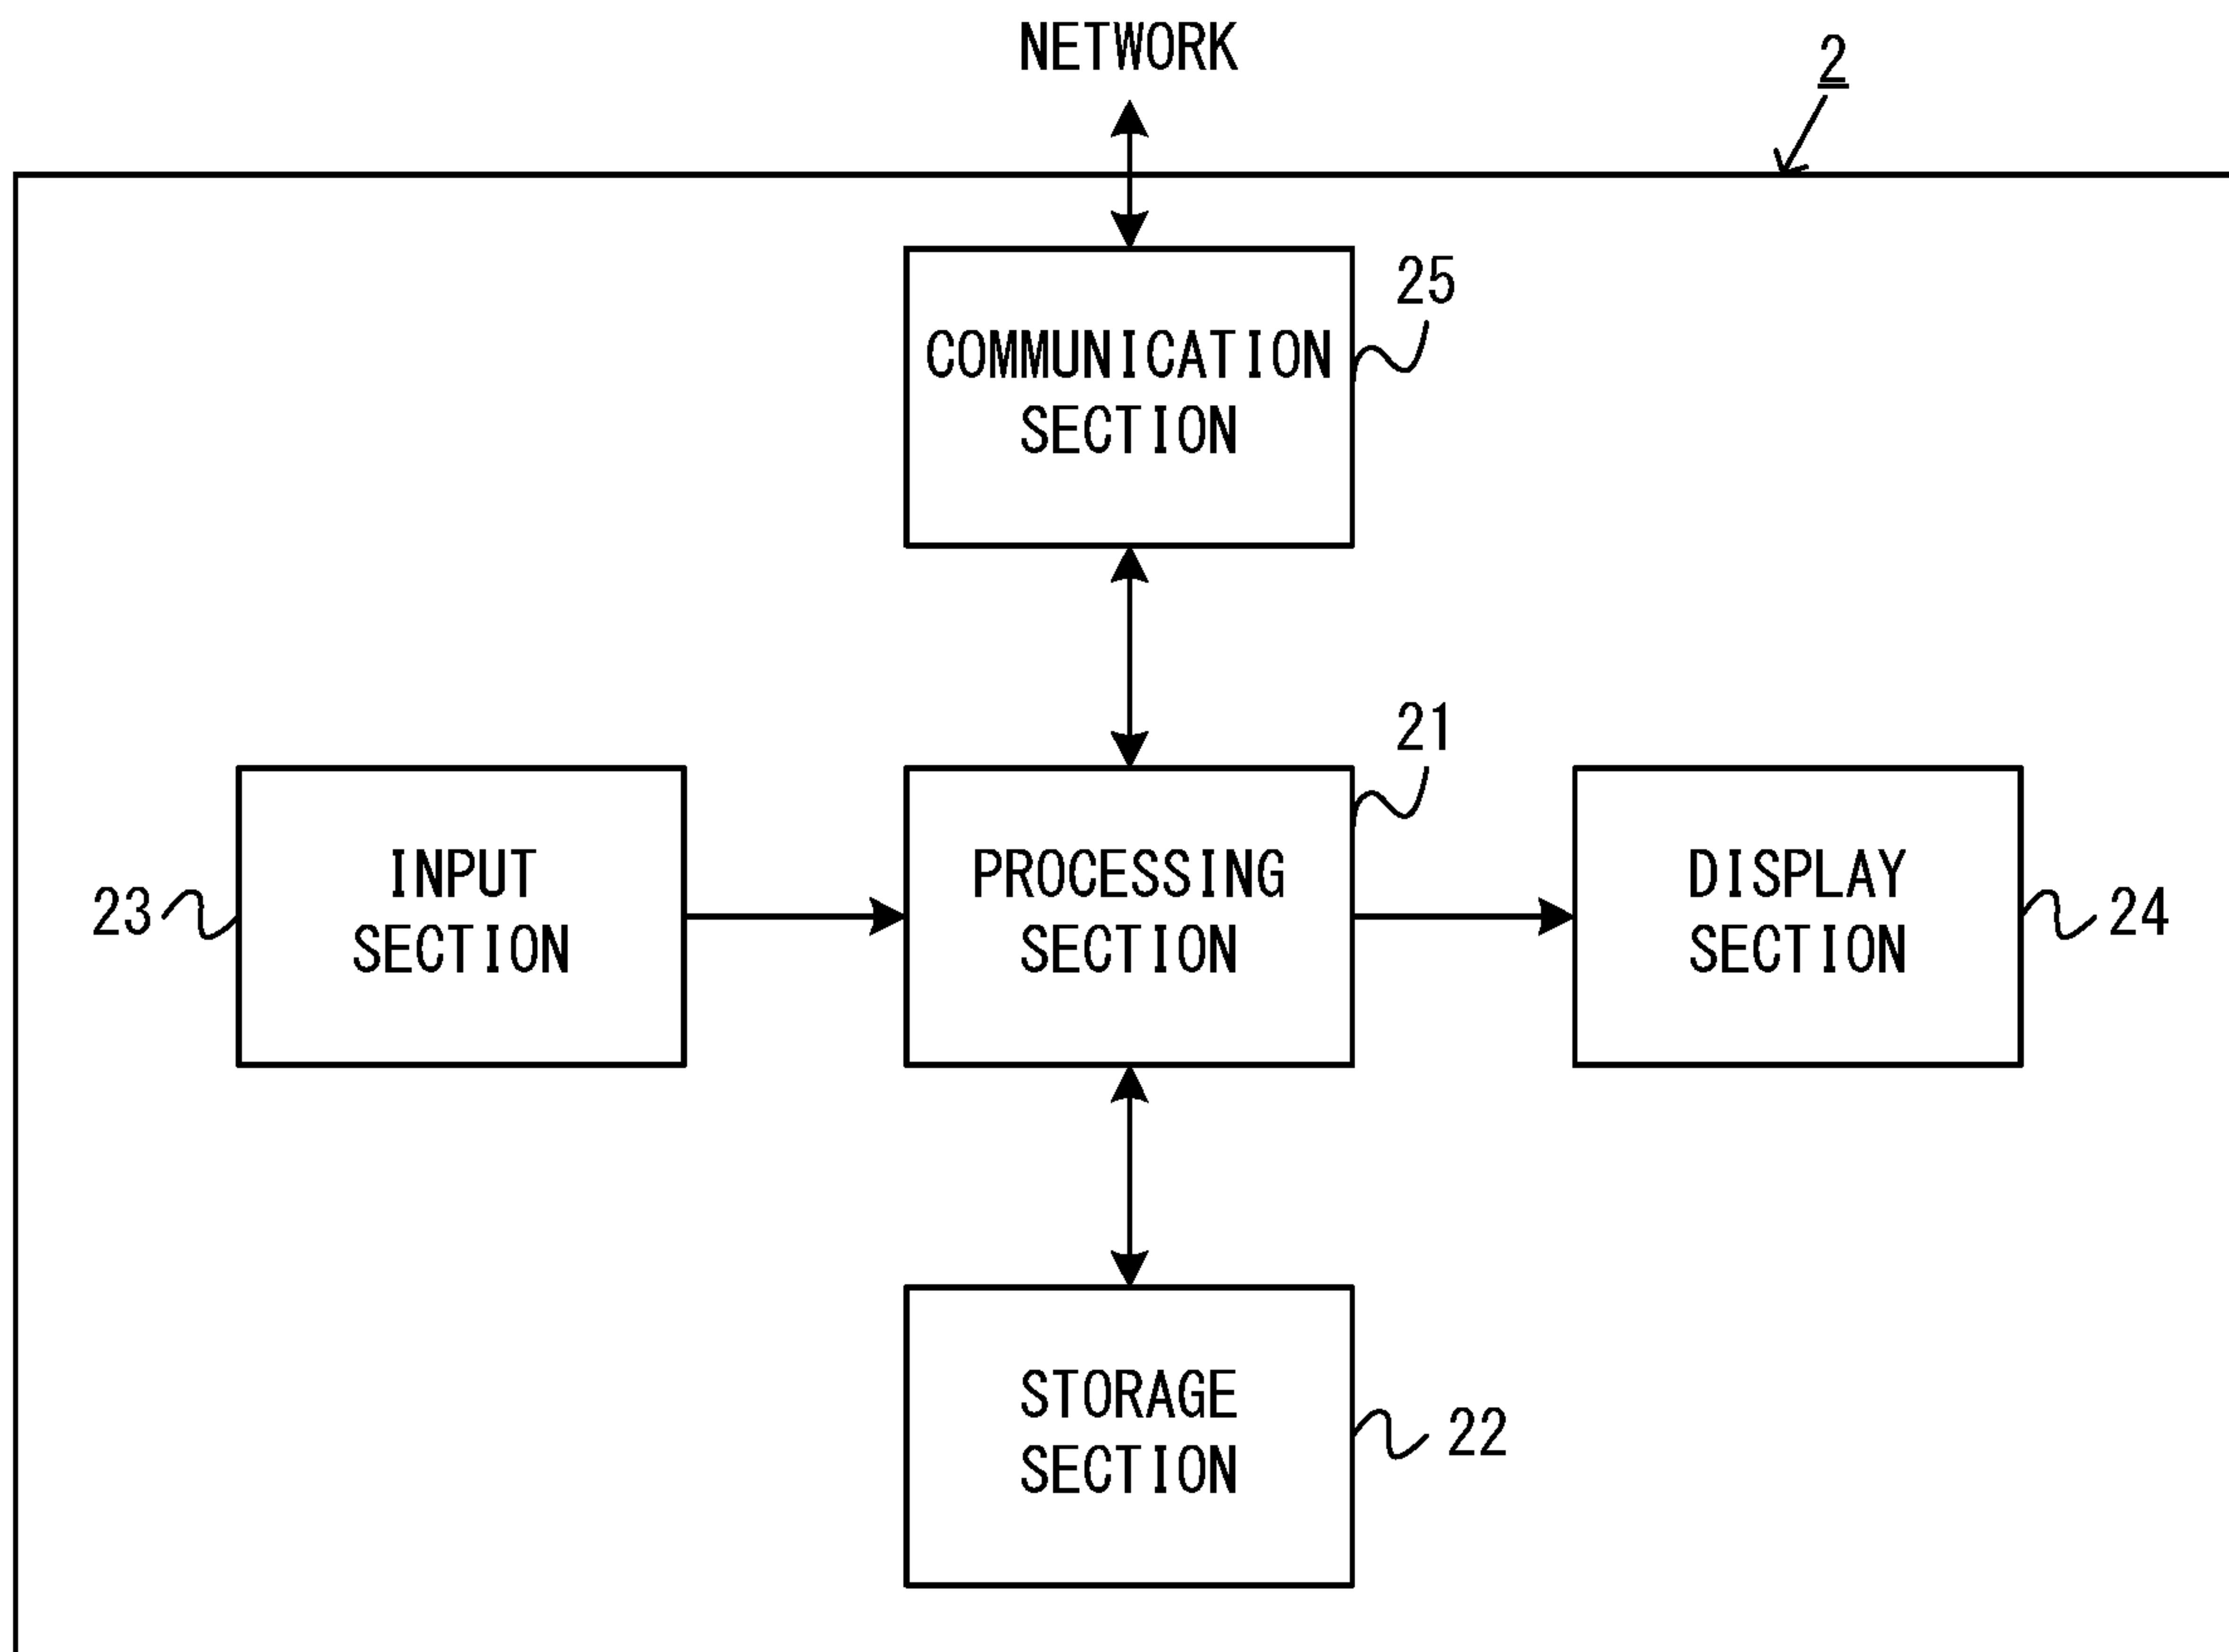 NETWORK
2
25
COMMUNICATION
SECTION
21
INPUT
SECTION
23
PROCESSING
SECTION
DISPLAY
SECTION
24
STORAGE
SECTION
22